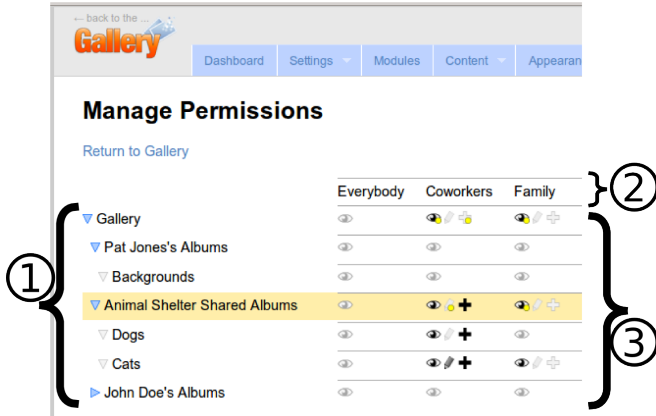 ← back to the ...
Gallery
Dashboard Settings Modules Content Appearan
Manage Permissions
Return to Gallery
Everybody Coworkers Family
2
Gallery
Pat Jones's Albums
Backgrounds
1
Animal Shelter Shared Albums
Dogs
3
Cats
John Doe's Albums